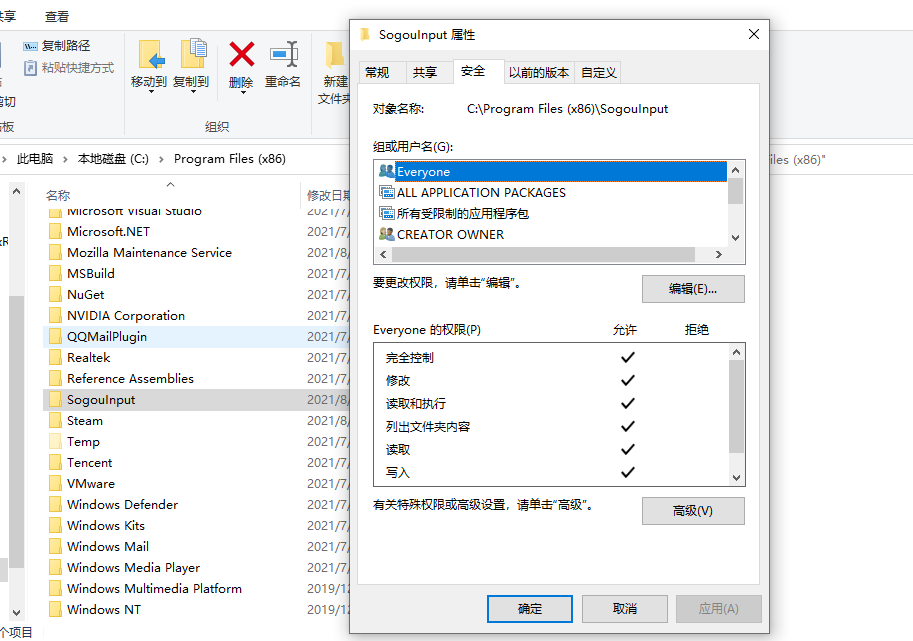 共享 查看
复制路径
粘贴快捷方式
剪切
移动到 复制到 删除 重命名 新建
文件夹
组织
此电脑 › 本地磁盘 (C:) › Program Files (x86)
iles (x86)"
名称 修改日期
Microsoft Visual Studio 2021/7/
Microsoft.NET 2021/7/
Mozilla Maintenance Service 2021/8/
MSBuild 2021/7/
NuGet 2021/7/
NVIDIA Corporation 2021/7/
QQMailPlugin 2021/7/
Realtek 2021/7/
Reference Assemblies 2021/7/
SogouInput 2021/8/
Steam 2021/8/
Temp 2021/7/
Tencent 2021/7/
VMware 2021/7/
Windows Defender 2021/7/
Windows Kits 2021/7/
Windows Mail 2021/7/
Windows Media Player 2021/7/
Windows Multimedia Platform 2019/12
Windows NT 2019/12
个项目
SogouInput 属性
常规 共享 安全 以前的版本 自定义
对象名称: C:\Program Files (x86)\SogouInput
组或用户名(G):
Everyone
ALL APPLICATION PACKAGES
所有受限制的应用程序包
CREATOR OWNER
要更改权限，请单击“编辑”。
编辑(E)...
Everyone 的权限(P) 允许 拒绝
完全控制
修改
读取和执行
列出文件夹内容
读取
写入
有关特殊权限或高级设置，请单击“高级”。
高级(V)
确定 取消 应用(A)